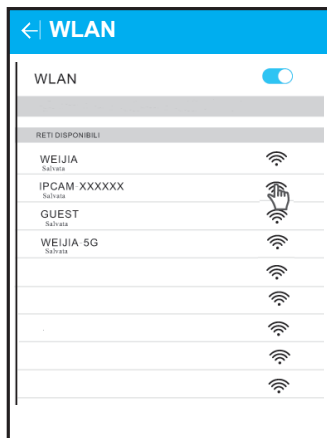 WLAN
WLAN
RETI DISPONIBILI
WEIJIA
Salvata
IPCAM-XXXXXX
Salvata
GUEST
Salvata
WEIJIA-5G
Salvata